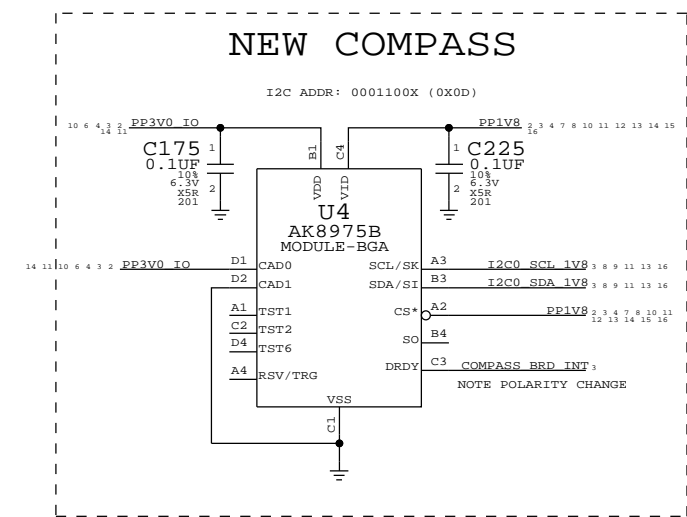 NEW COMPASS
I2C ADDR: 0001100X (0X0D)
10 6 4 3 2 PP3V0_IO
14 11
PP1V8 2 3 4 7 8 10 11 12 13 14 15
16
C175 1
0.1UF
10%
6.3V
X5R
201
2
B1
C4
1 C225
0.1UF
10%
6.3V
X5R
201
2
VDD
VID
U4
AK8975B
MODULE-BGA
14 11 10 6 4 3 2 PP3V0_IO D1 CAD0
D2 CAD1
A1 TST1
C2 TST2
D4 TST6
A4 RSV/TRG
SCL/SK A3 I2C0_SCL_1V8 3 8 9 11 13 16
SDA/SI B3 I2C0_SDA_1V8 3 8 9 11 13 16
CS* A2 PP1V8 2 3 4 7 8 10 11
12 13 14 15 16
SO B4
DRDY C3 COMPASS_BRD_INT 3
NOTE POLARITY CHANGE
VSS
C1